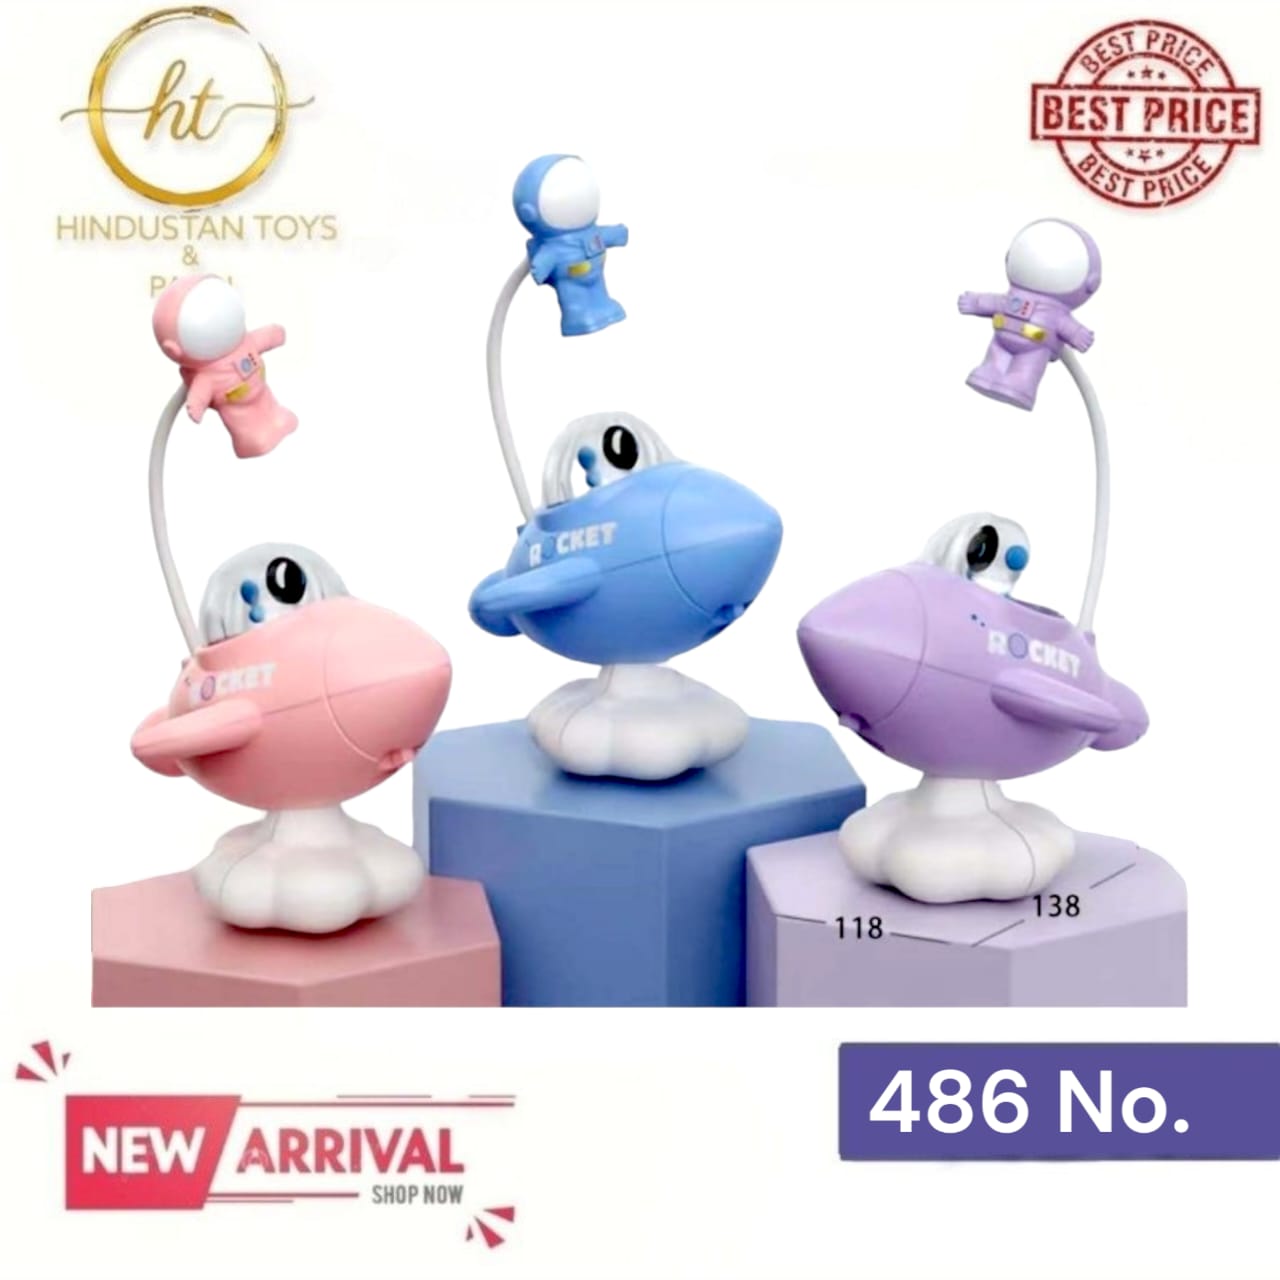 ht
HINDUSTAN TOYS
&
BEST PRICE
BEST PRICE
BEST PRICE
ROCKET
ROCKET
ROCKET
118
138
NEW ARRIVAL
SHOP NOW
486 No.